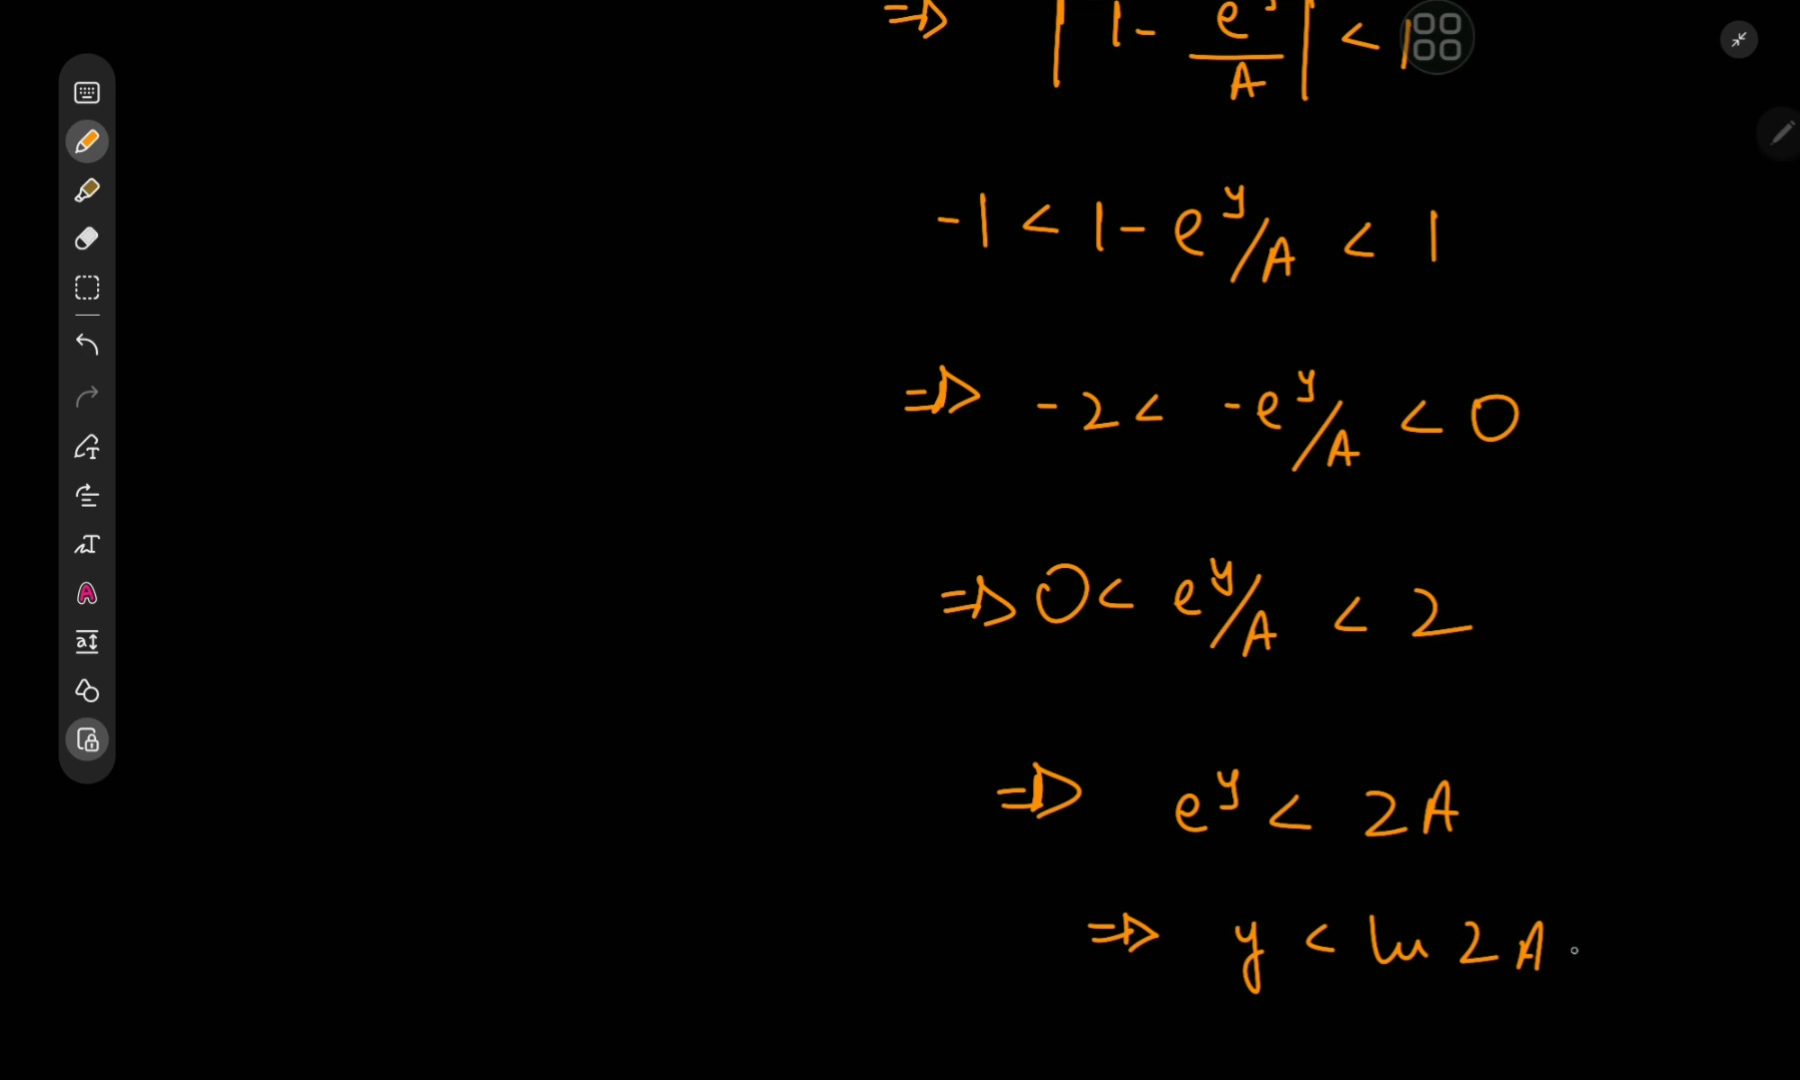 ⇒ | 1 - e^y/A | < 1
-1 < 1 - e^y/A < 1
⇒ -2 < -e^y/A < 0
⇒ 0 < e^y/A < 2
⇒ e^y < 2A
⇒ y < ln 2A.